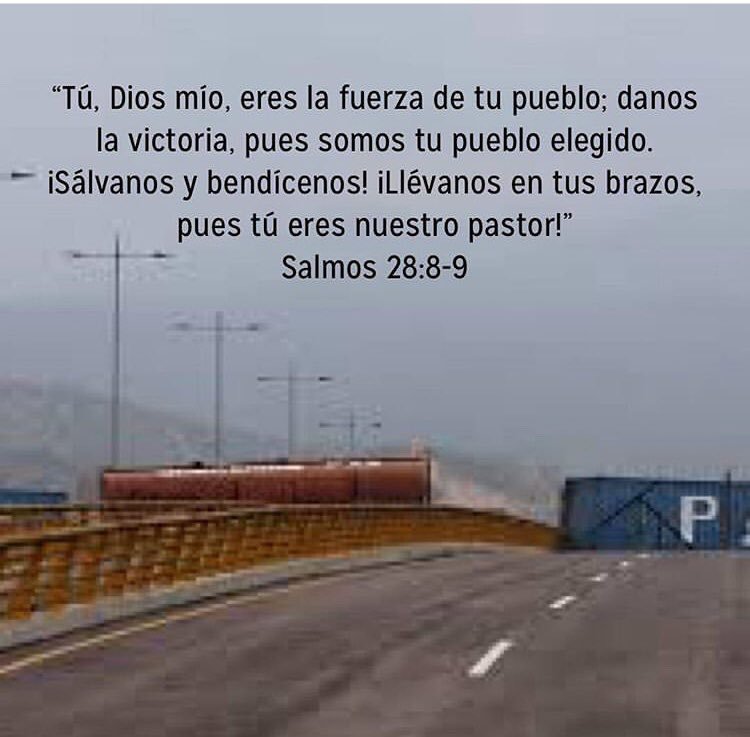 “Tú, Dios mío, eres la fuerza de tu pueblo; danos
la victoria, pues somos tu pueblo elegido.
¡Sálvanos y bendícenos! ¡Llévanos en tus brazos,
pues tú eres nuestro pastor!”
Salmos 28:8-9
P